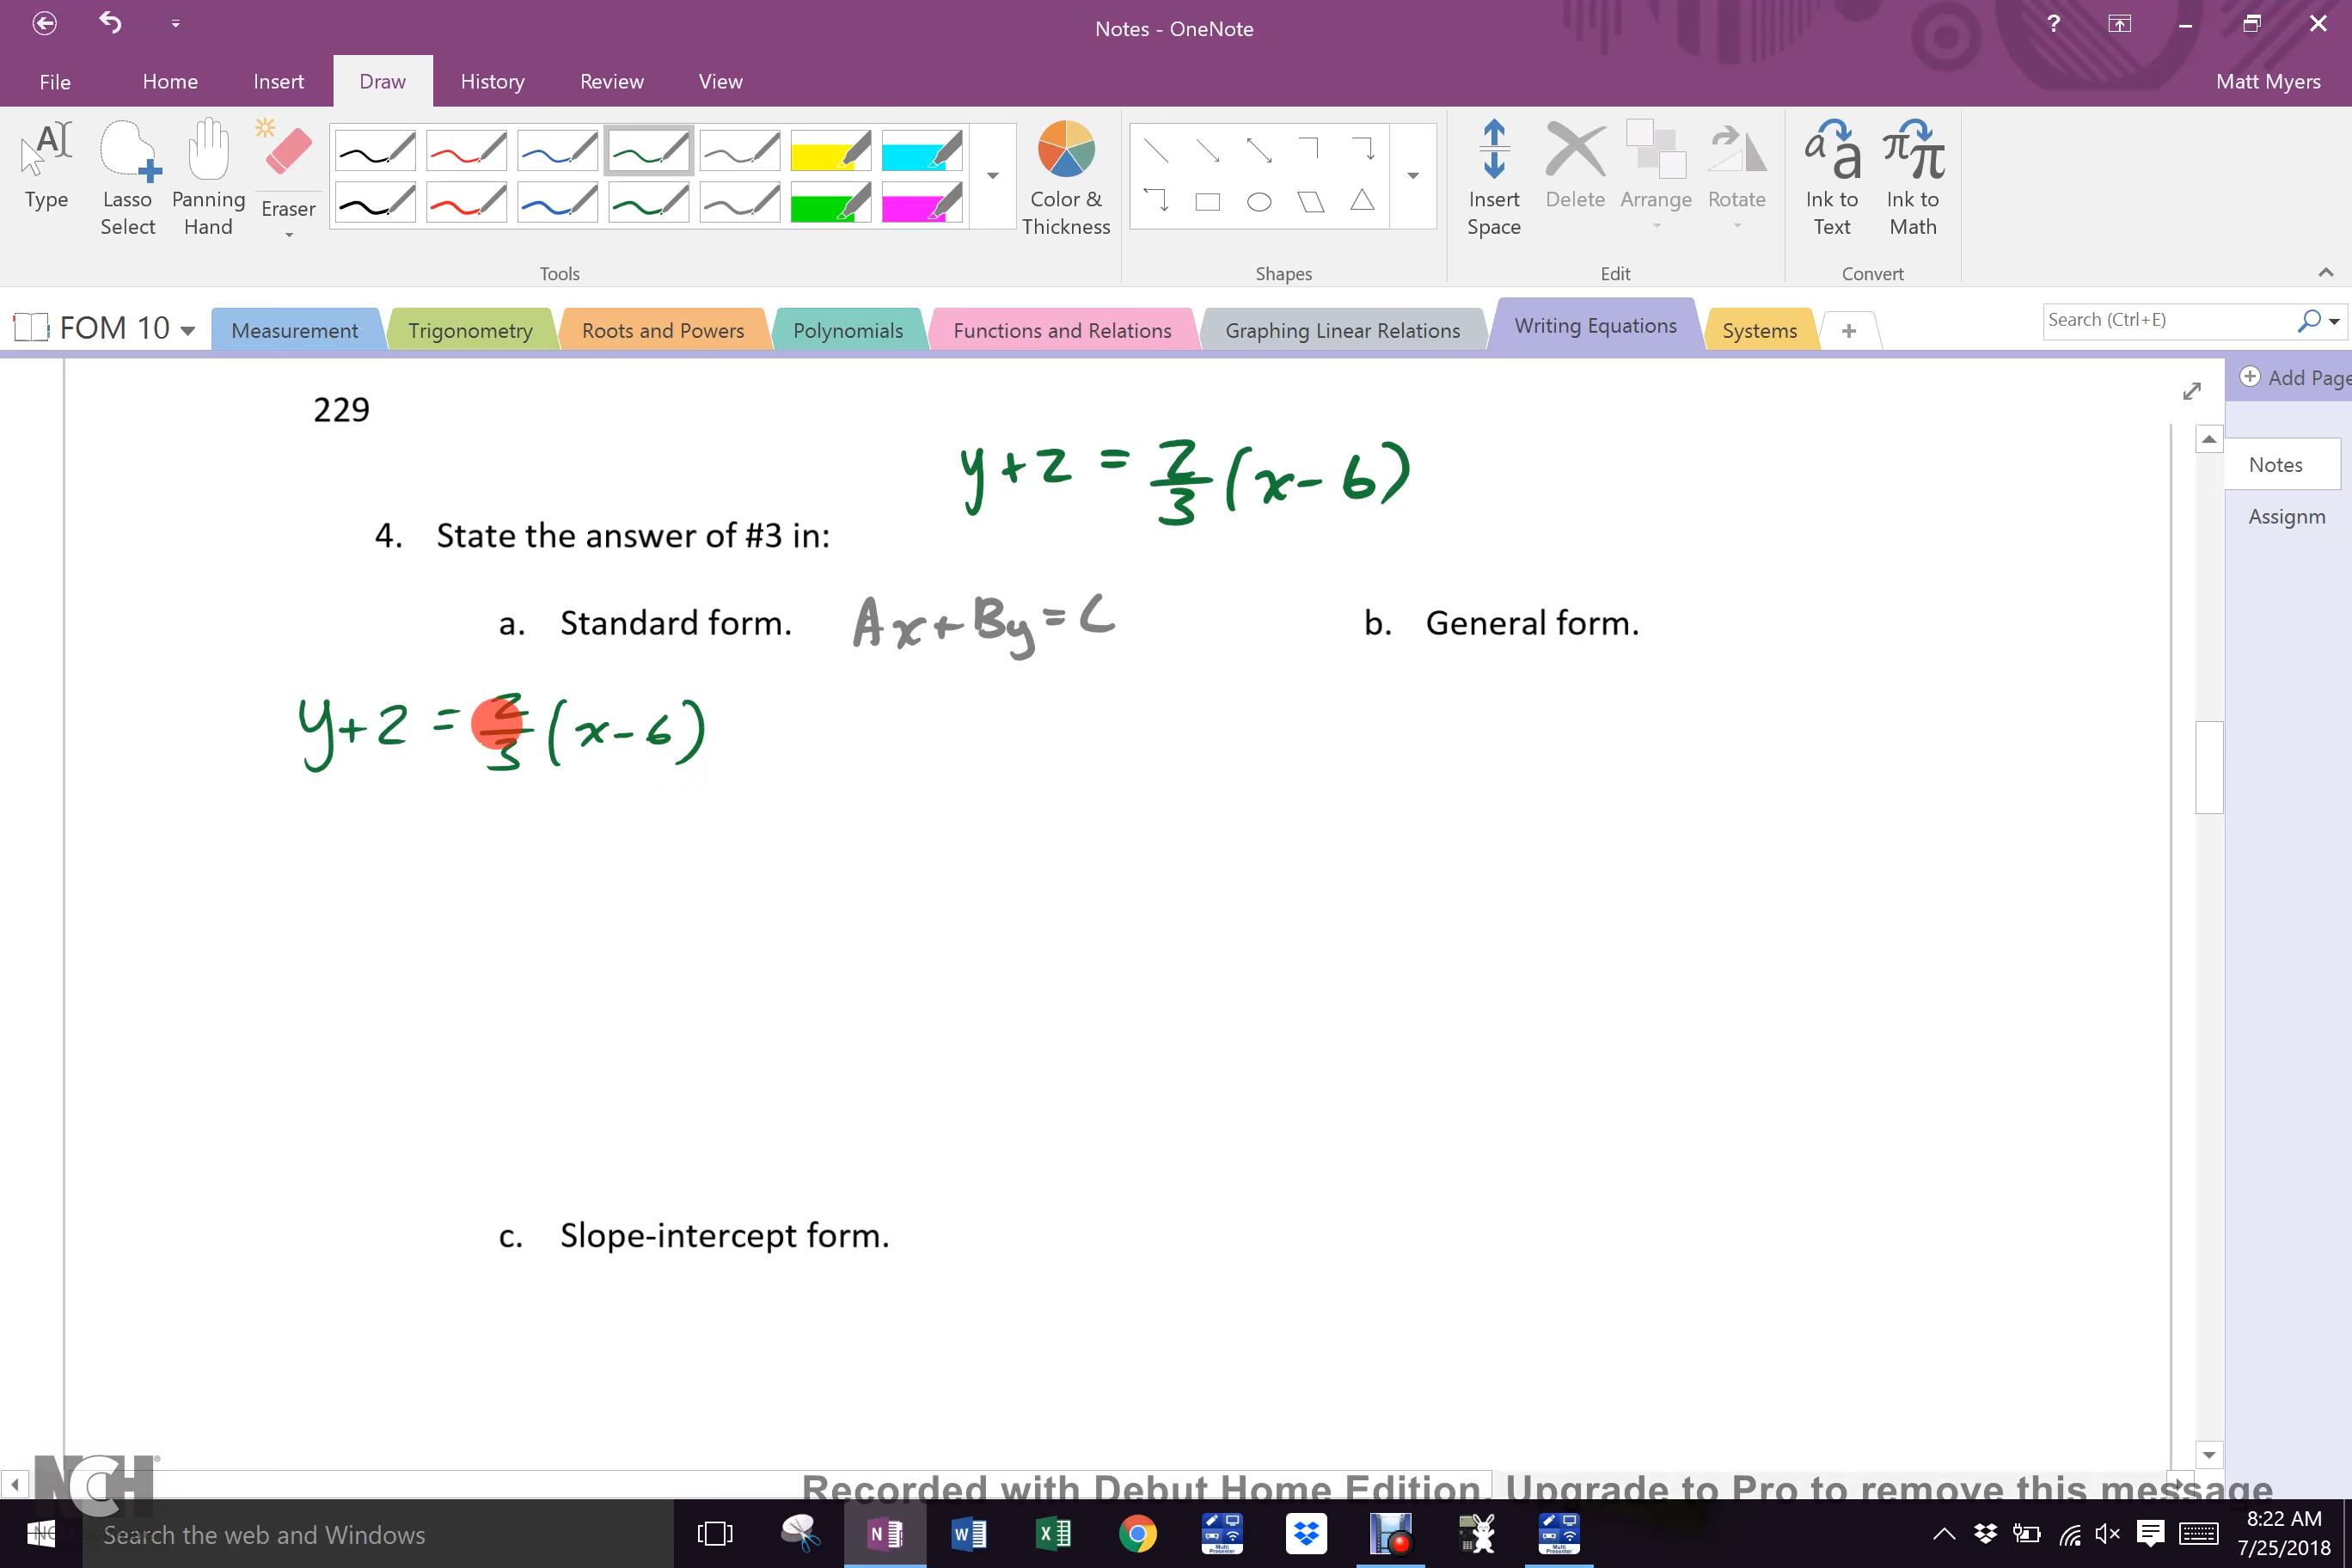 Notes - OneNote
?
File Home Insert Draw History Review View Matt Myers
Type Lasso Select Panning Hand Eraser Color & Thickness Insert Space Delete Arrange Rotate Ink to Text Ink to Math
Tools Shapes Edit Convert
FOM 10 Measurement Trigonometry Roots and Powers Polynomials Functions and Relations Graphing Linear Relations Writing Equations Systems + Search (Ctrl+E)
Add Page
Notes
Assignm
229
y+2 = 2/3 (x-6)
4. State the answer of #3 in:
a. Standard form. Ax+By=C b. General form.
y+2 = 2/3 (x-6)
c. Slope-intercept form.
NCH
Recorded with Debut Home Edition. Upgrade to Pro to remove this message
Search the web and Windows
8:22 AM
7/25/2018